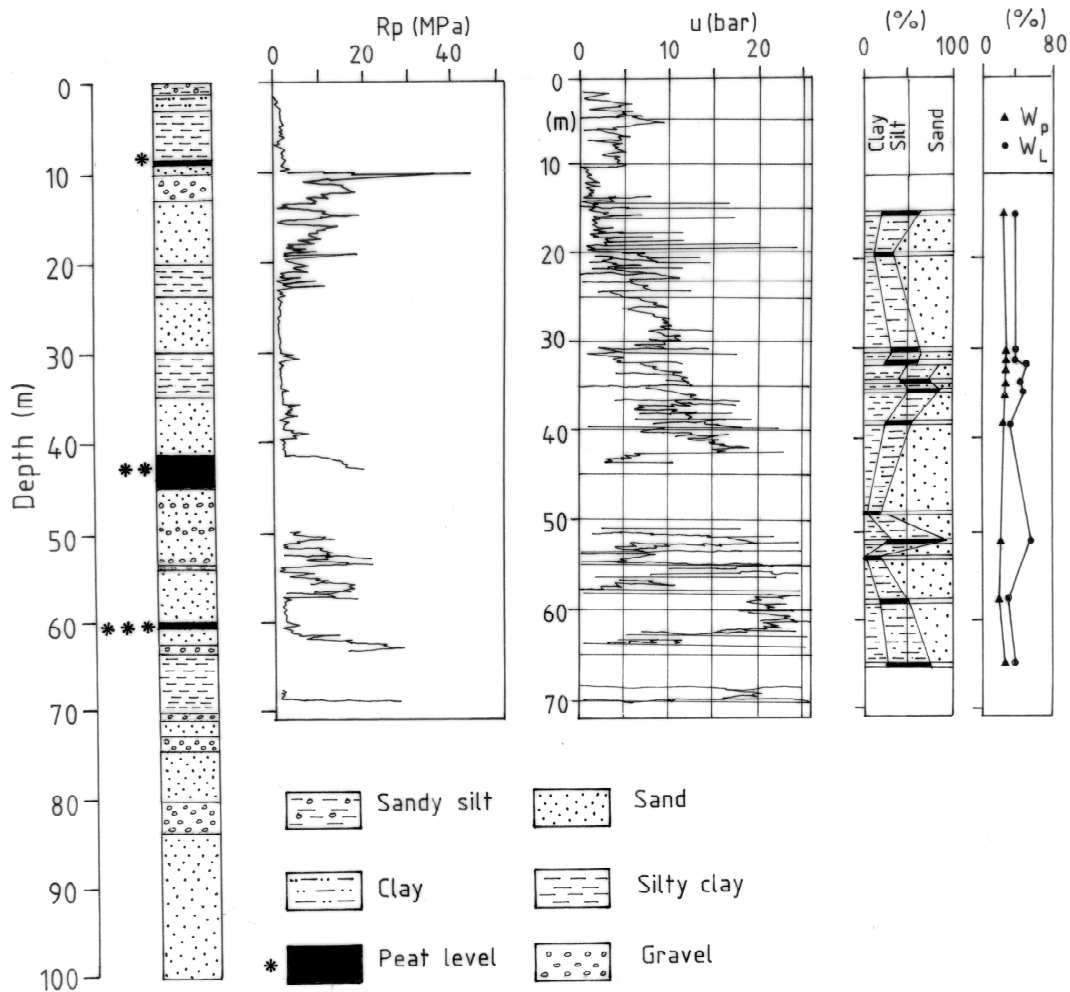 Rp (MPa)
0 20 40
u (bar)
0 10 20
(%)
0 100
(%)
0 80
Clay
Silt
Sand
▲ Wp
● WL
Depth (m)
0
10
20
30
40
50
60
70
80
90
100
*
**
***
0
(m)
10
20
30
40
50
60
70
Sandy silt
Sand
Clay
Silty clay
* Peat level
Gravel